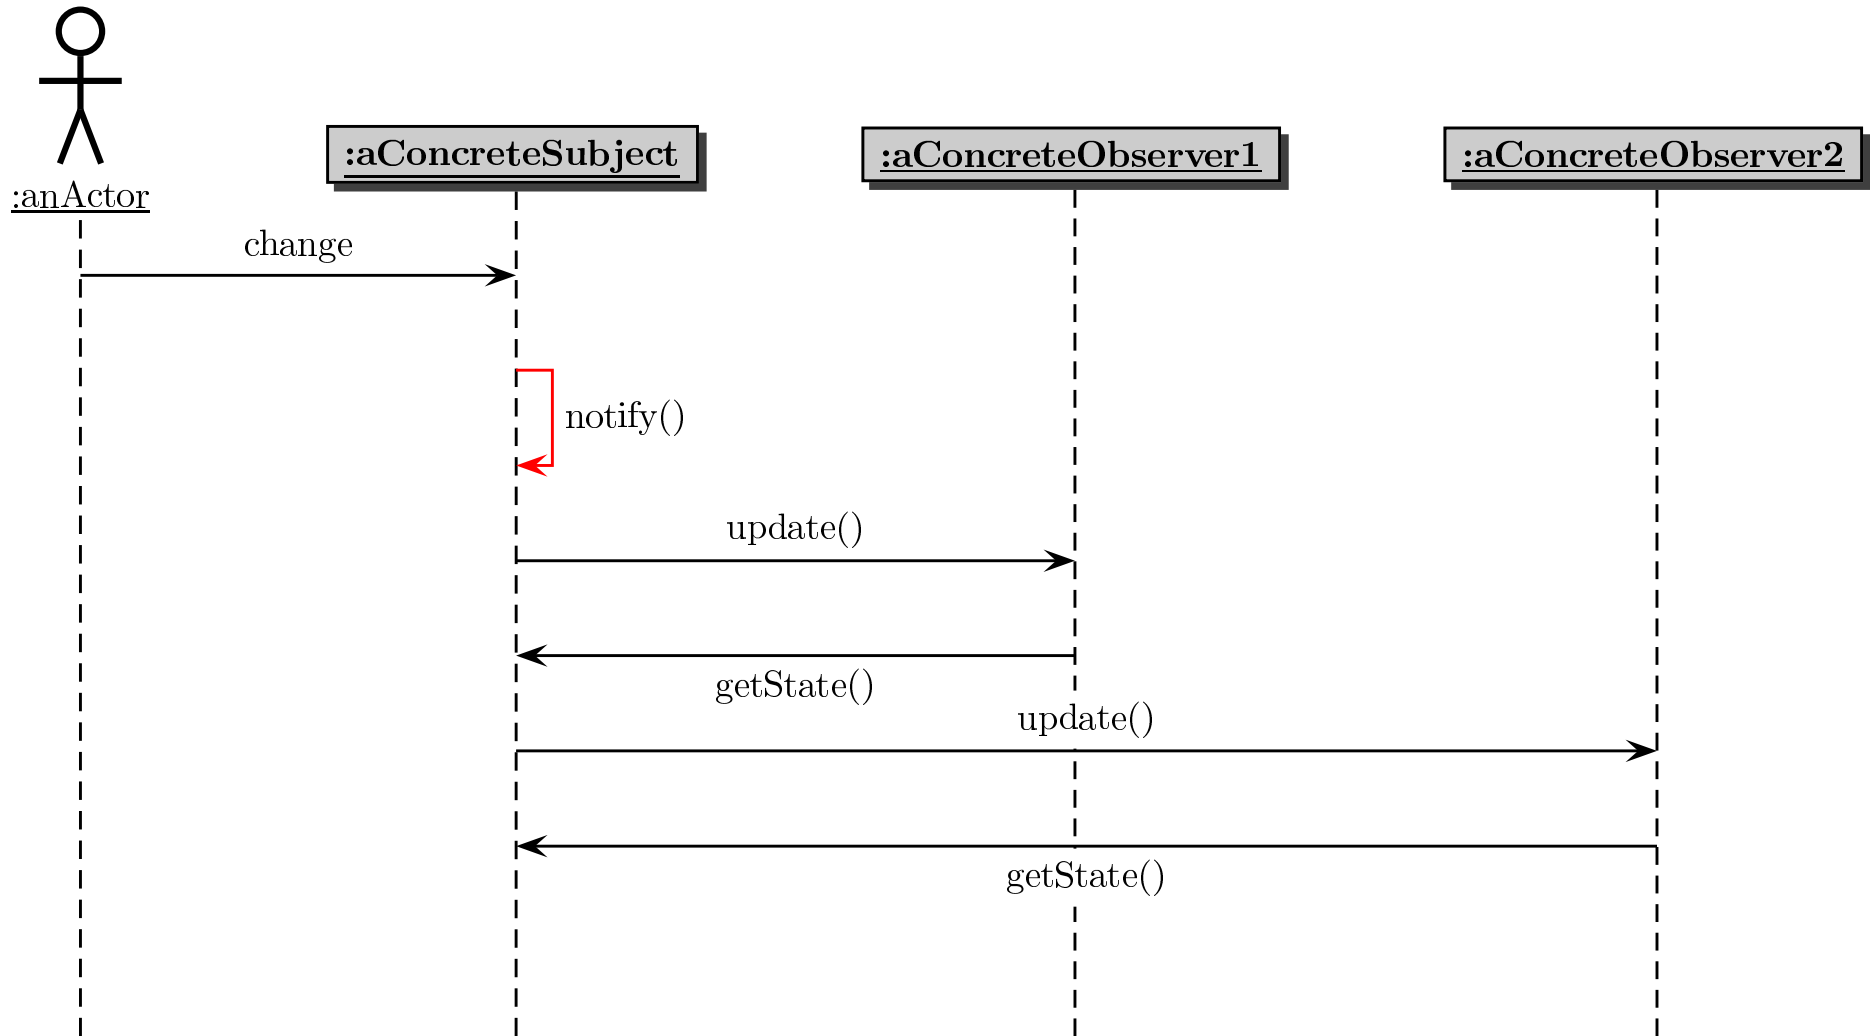 :anActor
:aConcreteSubject
:aConcreteObserver1
:aConcreteObserver2
change
notify()
update()
getState()
update()
getState()